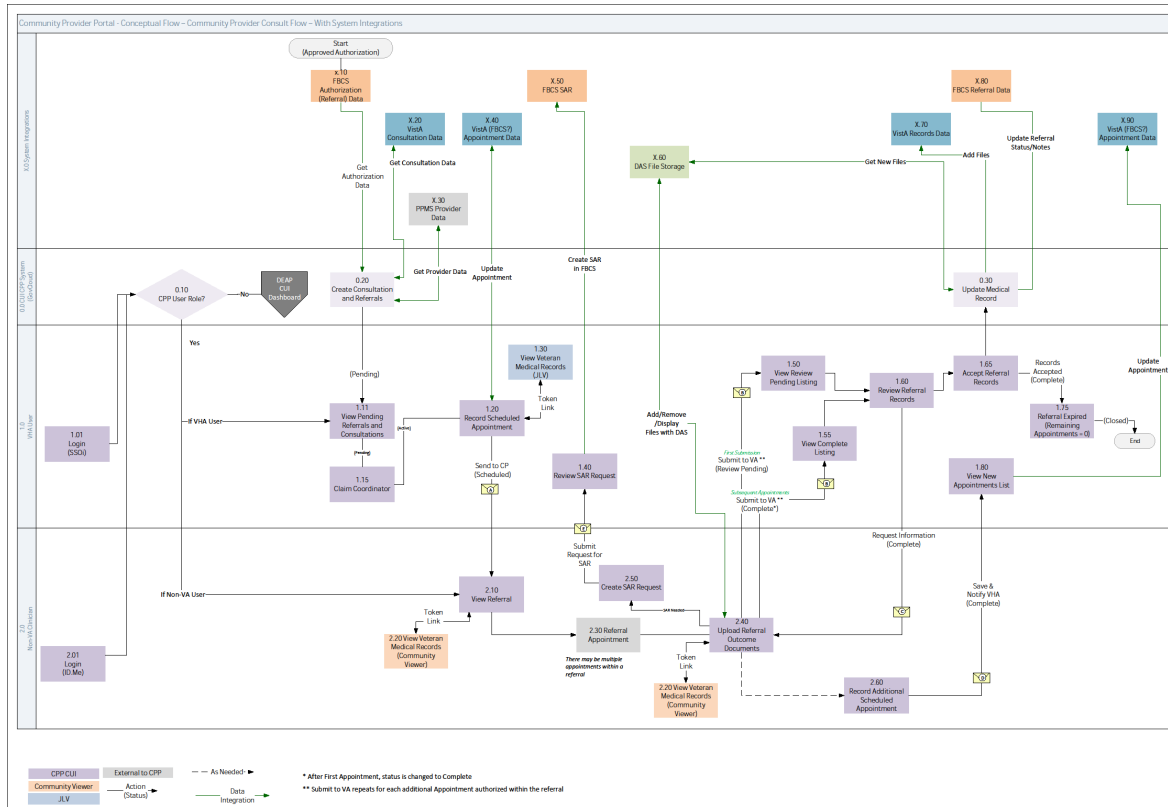 Community Provider Portal - Conceptual Flow – Community Provider Consult Flow – With System Integrations
X.0 System Integrations
Start
(Approved Authorization)
X.10
FBCS
Authorization
(Referral) Data
X.20
VistA
Consultation Data
X.40
VistA (FBCS?)
Appointment Data
X.50
FBCS SAR
X.60
DAS File Storage
X.70
VistA Records Data
X.80
FBCS Referral Data
X.90
VistA (FBCS?)
Appointment Data
X.30
PPMS Provider
Data
Get
Authorization
Data
Get Consultation Data
Get Provider Data
Update
Appointment
Create SAR
in FBCS
Get New Files
Add Files
Update Referral
Status/Notes
0.0 CUI CPP System
(GovCloud)
0.10
CPP User Role?
No
DEAP
CUI
Dashboard
0.20
Create Consultation
and Referrals
0.30
Update Medical
Record
Yes
1.0
VHA User
1.01
Login
(SSOi)
If VHA User
(Pending)
1.11
View Pending
Referrals and
Consultations
(Pending)
1.15
Claim Coordinator
(Active)
1.20
Record Scheduled
Appointment
1.30
View Veteran
Medical Records
(JLV)
Token
Link
Send to CP
(Scheduled)
A
1.40
Review SAR Request
E
Add/Remove
/Display
Files with DAS
First Submission
Submit to VA **
(Review Pending)
B
Subsequent Appointments
Submit to VA **
(Complete*)
B
1.50
View Review
Pending Listing
1.55
View Complete
Listing
1.60
Review Referral
Records
1.65
Accept Referral
Records
Records
Accepted
(Complete)
1.75
Referral Expired
(Remaining
Appointments = 0)
(Closed)
End
Update
Appointment
1.80
View New
Appointments List
Request Information
(Complete)
C
Save &
Notify VHA
(Complete)
D
2.0
Non-VA Clinician
2.01
Login
(ID.Me)
If Non-VA User
2.10
View Referral
Token
Link
2.20 View Veteran
Medical Records
(Community
Viewer)
2.30 Referral
Appointment
There may be multiple
appointments within a
referral
Submit
Request for
SAR
2.50
Create SAR Request
SAR Needed
2.40
Upload Referral
Outcome
Documents
Token
Link
2.20 View Veteran
Medical Records
(Community
Viewer)
2.60
Record Additional
Scheduled
Appointment
CPP CUI
Community Viewer
JLV
External to CPP
Action
(Status)
As Needed
Data
Integration
* After First Appointment, status is changed to Complete
** Submit to VA repeats for each additional Appointment authorized within the referral